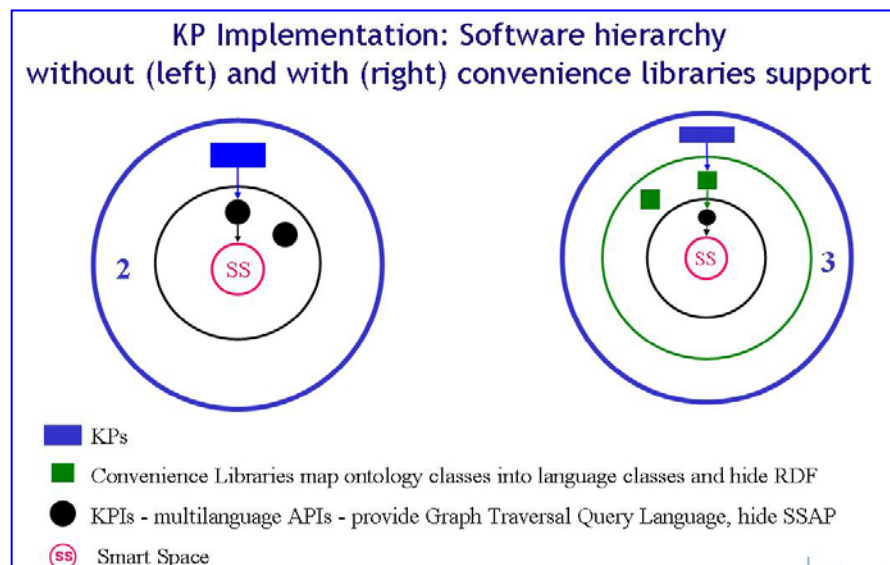 KP Implementation: Software hierarchy
without (left) and with (right) convenience libraries support
2
SS
SS
3
KPs
Convenience Libraries map ontology classes into language classes and hide RDF
KPIs - multilanguage APIs - provide Graph Traversal Query Language, hide SSAP
SS Smart Space